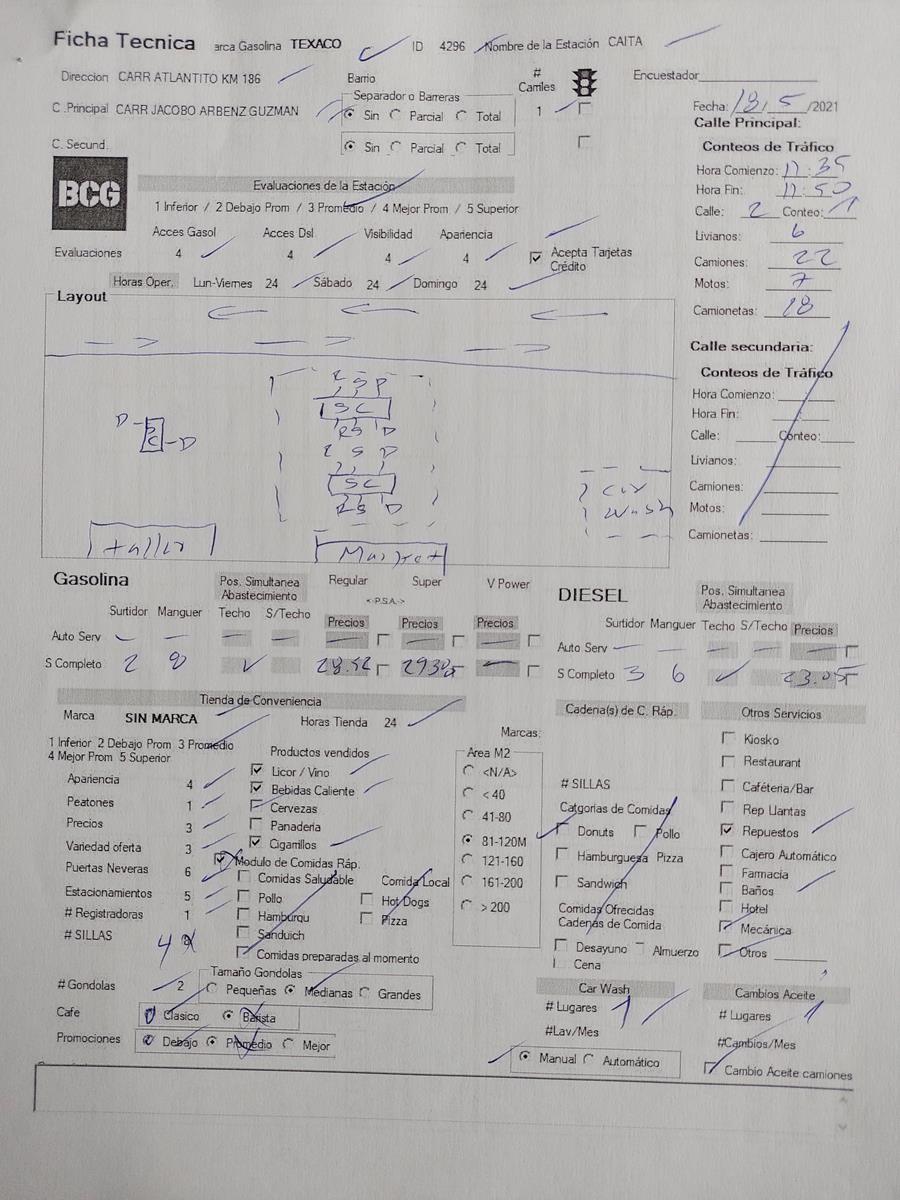 Ficha Tecnica arca Gasolina TEXACO ID 4296 Nombre de la Estación CAITA
Direccion CARR ATLANTITO KM 186 Barrio # Carriles Encuestador
C .Principal CARR JACOBO ARBENZ GUZMAN Separador o Barreras Sin Parcial Total 1
C. Secund. Sin Parcial Total
Fecha: 18/5/2021
Calle Principal:
Conteos de Tráfico
Hora Comienzo: 11:35
Hora Fin: 11:50
Calle: 2 Conteo: 1
Livianos: 6
Camiones: 22
Motos: 7
Camionetas: 18
BCG
Evaluaciones de la Estación
1 Inferior / 2 Debajo Prom / 3 Promedio / 4 Mejor Prom / 5 Superior
Acces Gasol Acces Dsl Visibilidad Apariencia
Evaluaciones 4 4 4 4 Acepta Tarjetas Crédito
Horas Oper. Lun-Viernes 24 Sábado 24 Domingo 24
Layout
R S D
SC
R S D
D SC D
R S D
SC
R S D
Car Wash
taller Market
Calle secundaria:
Conteos de Tráfico
Hora Comienzo:
Hora Fin:
Calle: Conteo:
Livianos:
Camiones:
Motos:
Camionetas:
Gasolina Pos. Simultanea Abastecimiento Regular Super V Power
<-P.S.A.->
Surtidor Manguer Techo S/Techo Precios Precios Precios
Auto Serv
S Completo 2 8 28.52
DIESEL Pos. Simultanea Abastecimiento
Surtidor Manguer Techo S/Techo Precios
Auto Serv
S Completo 3 6 23.05
Tienda de Conveniencia
Marca SIN MARCA Horas Tienda 24
1 Inferior 2 Debajo Prom 3 Promedio
4 Mejor Prom 5 Superior
Apariencia 4
Peatones 1
Precios 3
Variedad oferta 3
Puertas Neveras 6
Estacionamientos 5
# Registradoras 1
# SILLAS 4
Productos vendidos
Licor / Vino
Bebidas Caliente
Cervezas
Panaderia
Cigarrillos
Modulo de Comidas Ráp.
Comidas Saludable Comida Local
Pollo Hot Dogs
Hamburqu Pizza
Sanduich
Comidas preparadas al momento
Marcas:
Area M2
<N/A>
< 40
41-80
81-120M
121-160
161-200
> 200
# Gondolas 2 Tamaño Gondolas Pequeñas Medianas Grandes
Cafe Clasico Barista
Promociones Debajo Promedio Mejor
Cadena(s) de C. Ráp.
# SILLAS
Catgorias de Comidas
Donuts Pollo
Hamburguesa Pizza
Sandwich
Comidas Ofrecidas
Cadenas de Comida
Desayuno Almuerzo
Cena
Otros Servicios
Kiosko
Restaurant
Caféteria/Bar
Rep Llantas
Repuestos
Cajero Automático
Farmacia
Baños
Hotel
Mecánica
Otros
Car Wash
# Lugares 1
#Lav/Mes
Manual Automático
Cambios Aceite
# Lugares 1
#Cambios/Mes
Cambio Aceite camiones